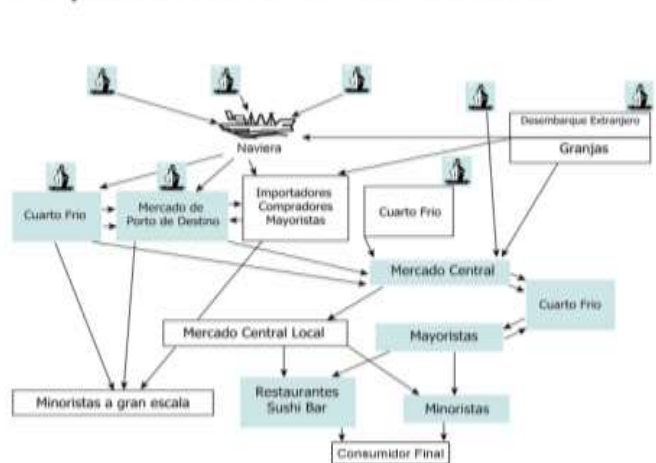 Naviera
Desembarque Extranjero
Granjas
Cuarto Frio
Mercado de
Porto de Destino
Importadores
Compradores
Mayoristas
Cuarto Frio
Mercado Central
Cuarto Frio
Mercado Central Local
Mayoristas
Minoristas a gran escala
Restaurantes
Sushi Bar
Minoristas
Consumidor Final